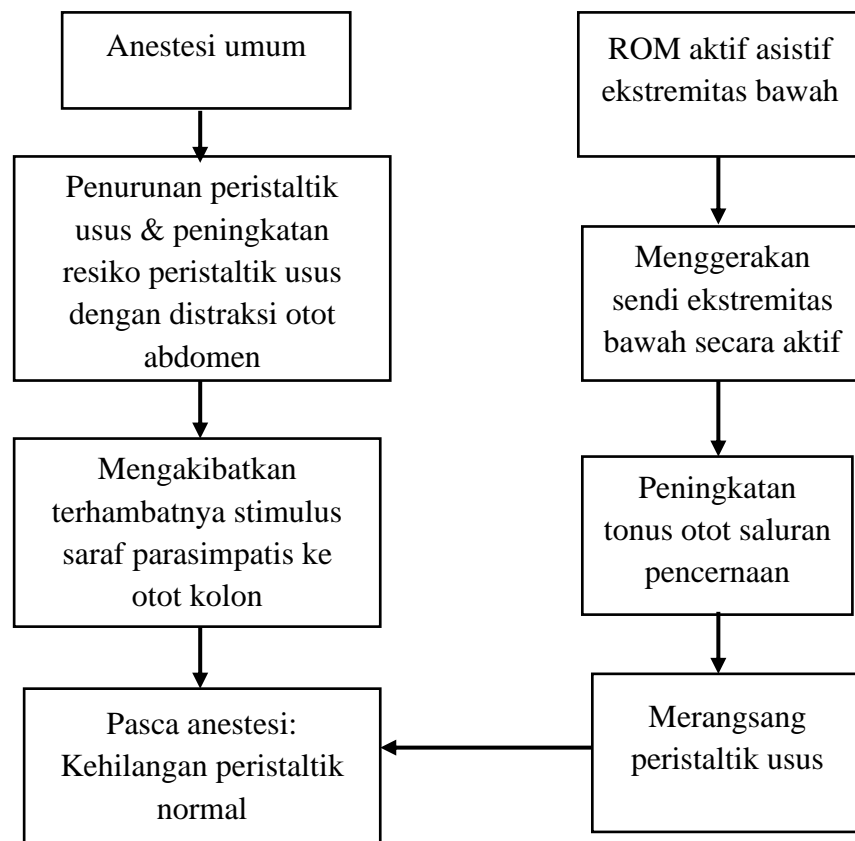 Anestesi umum
Penurunan peristaltik
usus & peningkatan
resiko peristaltik usus
dengan distraksi otot
abdomen
Mengakibatkan
terhambatnya stimulus
saraf parasimpatis ke
otot kolon
Pasca anestesi:
Kehilangan peristaltik
normal
ROM aktif asistif
ekstremitas bawah
Menggerakan
sendi ekstremitas
bawah secara aktif
Peningkatan
tonus otot saluran
pencernaan
Merangsang
peristaltik usus